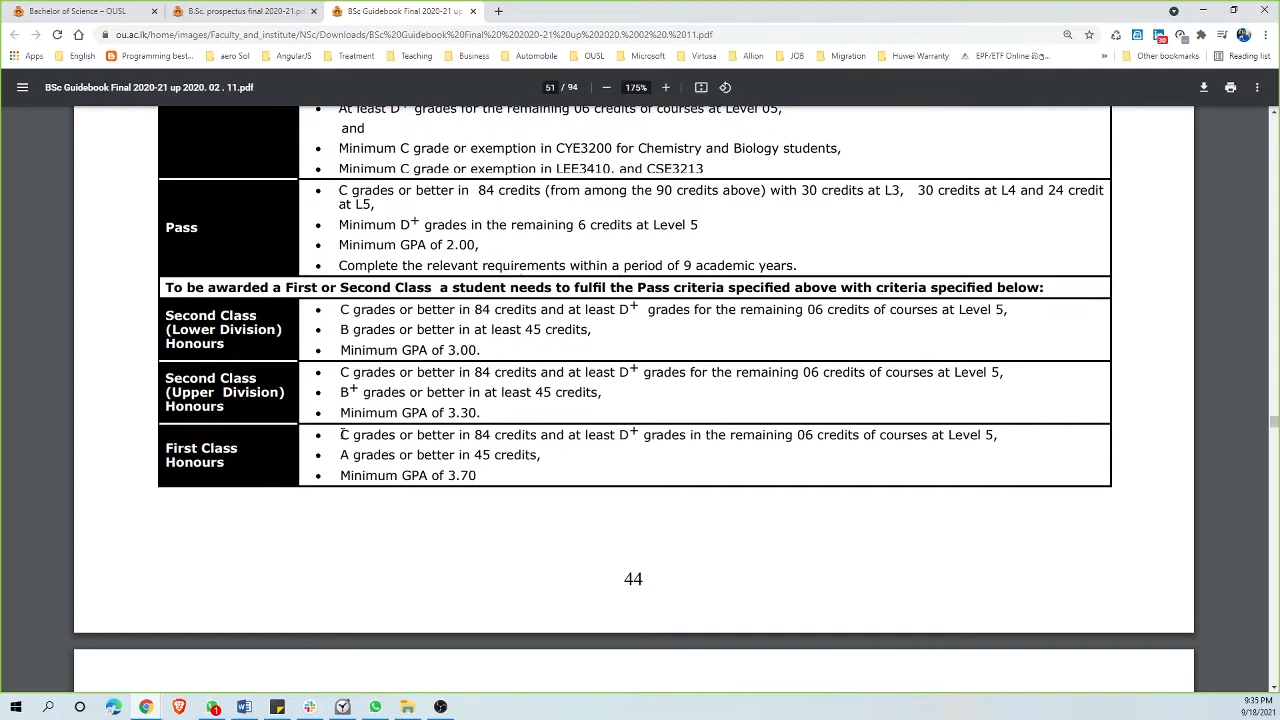 Bachelor of Science – OUSL
B.Sc. prospectus final 2020-21.p
BSc Guidebook Final 2020-21 up
ou.ac.lk/home/images/Faculty_and_institute/NSc/Downloads/BSc%20Guidebook%20Final%20%202020-21%20up%202020.%2002%20.%2011.pdf
Apps English Programming best... aero Sol AngularJS Treatment Teaching Business Automobile OUSL Microsoft Virtusa Allion JOB Migration Huwei Warranty » Other bookmarks Reading list
BSc Guidebook Final 2020-21 up 2020. 02 . 11.pdf 51 / 94 175%
At least D+ grades for the remaining 06 credits of courses at Level 05,
and
• Minimum C grade or exemption in CYE3200 for Chemistry and Biology students,
• Minimum C grade or exemption in LEE3410. and CSE3213
Pass
• C grades or better in 84 credits (from among the 90 credits above) with 30 credits at L3, 30 credits at L4 and 24 credit
at L5,
• Minimum D+ grades in the remaining 6 credits at Level 5
• Minimum GPA of 2.00,
• Complete the relevant requirements within a period of 9 academic years.
To be awarded a First or Second Class a student needs to fulfil the Pass criteria specified above with criteria specified below:
Second Class
(Lower Division)
Honours
• C grades or better in 84 credits and at least D+ grades for the remaining 06 credits of courses at Level 5,
• B grades or better in at least 45 credits,
• Minimum GPA of 3.00.
Second Class
(Upper Division)
Honours
• C grades or better in 84 credits and at least D+ grades for the remaining 06 credits of courses at Level 5,
• B+ grades or better in at least 45 credits,
• Minimum GPA of 3.30.
First Class
Honours
• C grades or better in 84 credits and at least D+ grades in the remaining 06 credits of courses at Level 5,
• A grades or better in 45 credits,
• Minimum GPA of 3.70
44
9:35 PM
9/18/2021